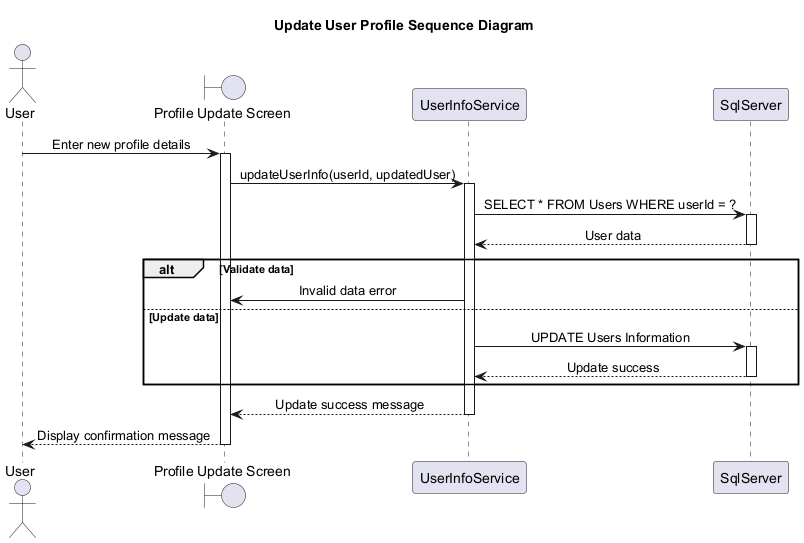 Update User Profile Sequence Diagram
User
Profile Update Screen
UserInfoService
SqlServer
Enter new profile details
updateUserInfo(userId, updatedUser)
SELECT * FROM Users WHERE userId = ?
User data
alt
[Validate data]
Invalid data error
[Update data]
UPDATE Users Information
Update success
Update success message
Display confirmation message
User
Profile Update Screen
UserInfoService
SqlServer